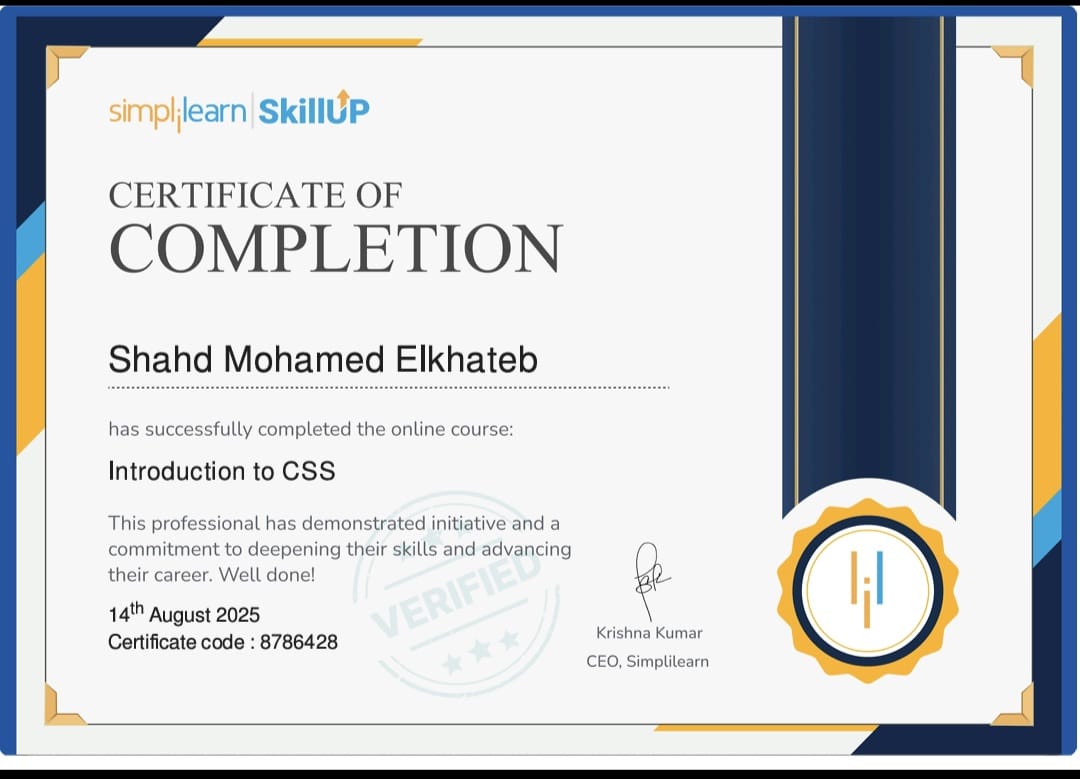 simplilearn | SkillUP
CERTIFICATE OF
COMPLETION
Shahd Mohamed Elkhateb
has successfully completed the online course:
Introduction to CSS
This professional has demonstrated initiative and a
commitment to deepening their skills and advancing
their career. Well done!
VERIFIED
14th August 2025
Certificate code : 8786428
Krishna Kumar
CEO, Simplilearn